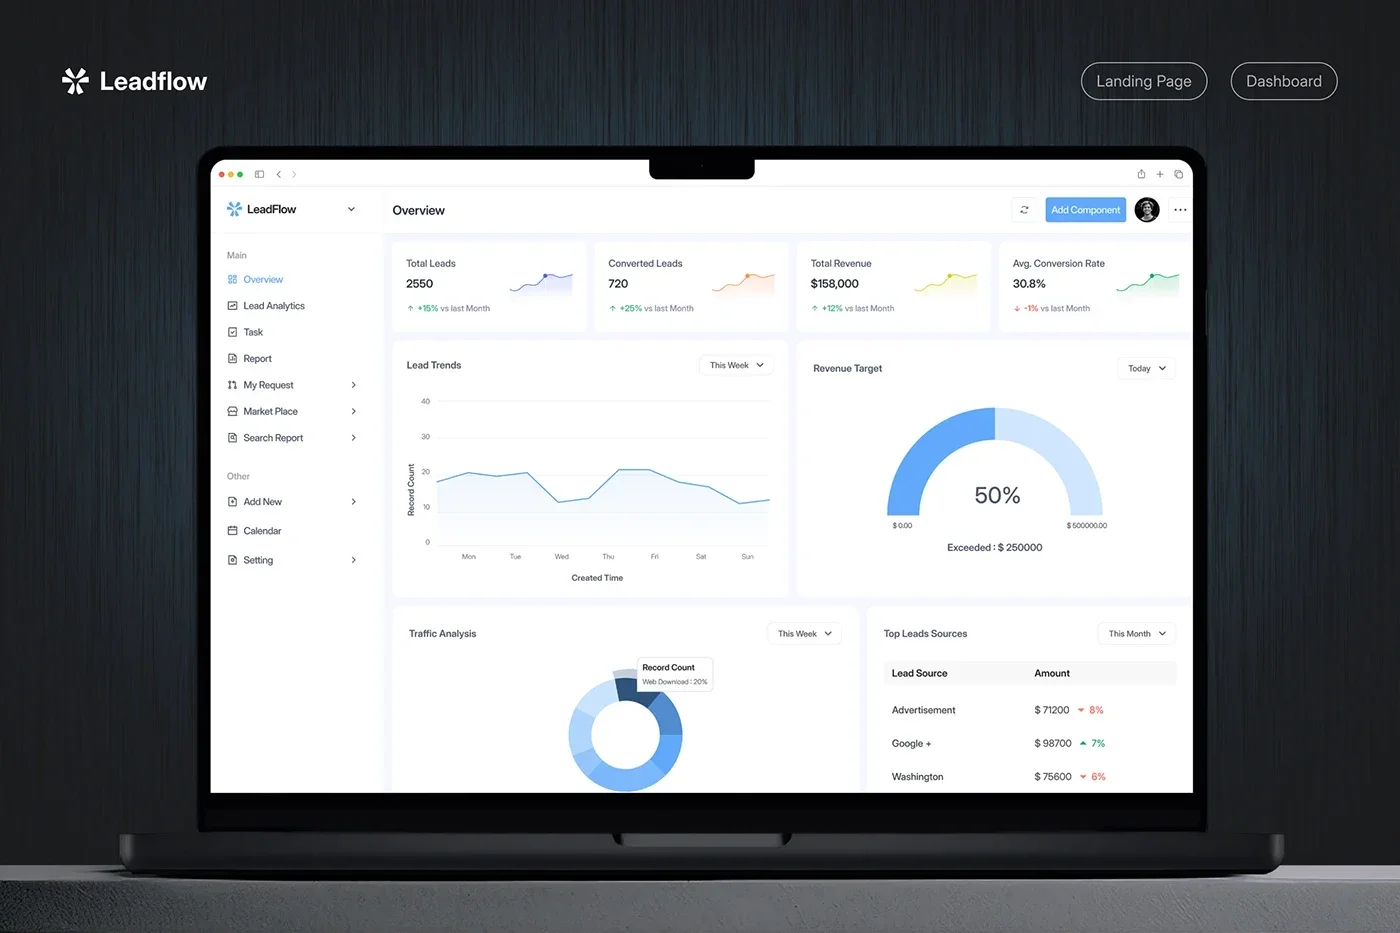 Leadflow
Landing Page
Dashboard
LeadFlow
Overview
Add Component
Main
Overview
Lead Analytics
Task
Report
My Request
Market Place
Search Report
Other
Add New
Calendar
Setting
Total Leads
2550
+15% vs last Month
Converted Leads
720
+25% vs last Month
Total Revenue
$158,000
+12% vs last Month
Avg. Conversion Rate
30.8%
-1% vs last Month
Lead Trends
This Week
40
30
20
10
0
Record Count
Mon Tue Wed Thu Fri Sat Sun
Created Time
Revenue Target
Today
50%
$ 0.00
$ 500000.00
Exceeded : $ 250000
Traffic Analysis
This Week
Record Count
Web Download : 20%
Top Leads Sources
This Month
Lead Source Amount
Advertisement $ 71200 8%
Google + $ 98700 7%
Washington $ 75600 6%